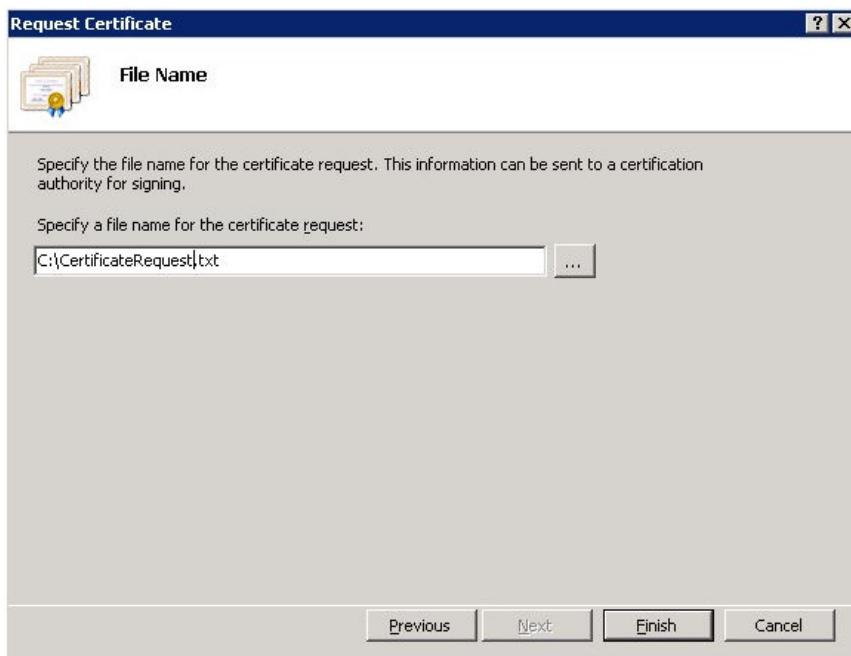 Request Certificate
File Name
Specify the file name for the certificate request. This information can be sent to a certification
authority for signing.
Specify a file name for the certificate request:
C:\CertificateRequest.txt
...
Previous
Next
Finish
Cancel